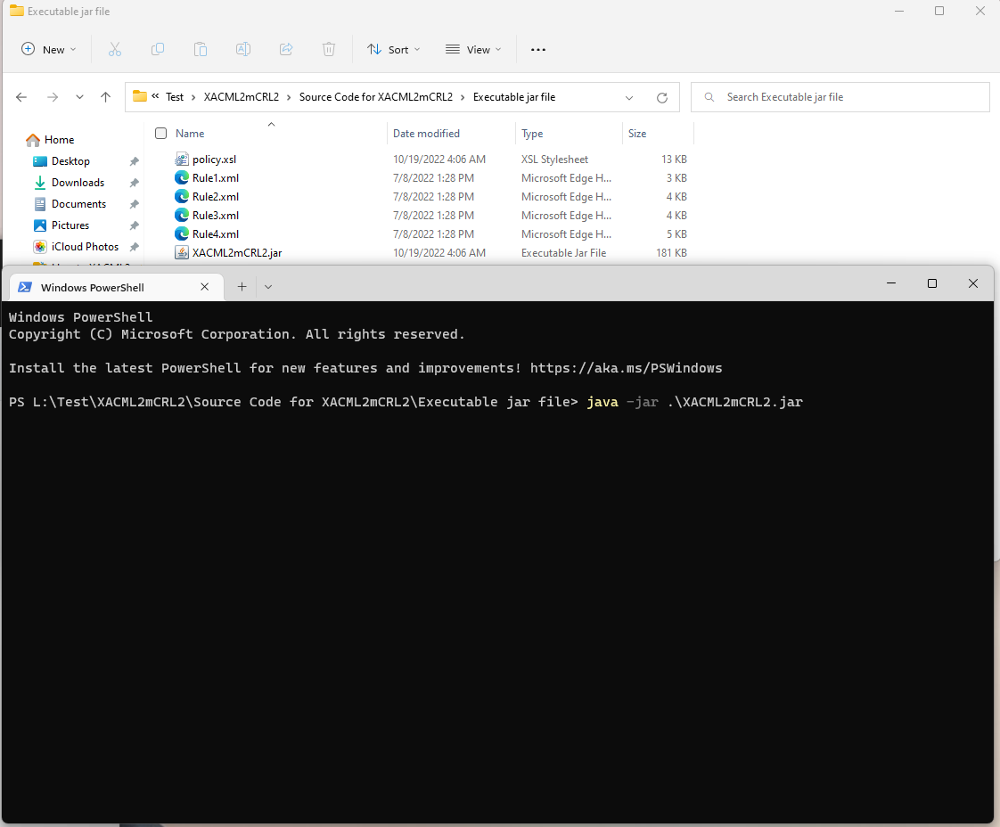 Executable jar file
New Sort View
Test XACML2mCRL2 Source Code for XACML2mCRL2 Executable jar file Search Executable jar file
Name Date modified Type Size
Home
Desktop
Downloads
Documents
Pictures
iCloud Photos
policy.xsl 10/19/2022 4:06 AM XSL Stylesheet 13 KB
Rule1.xml 7/8/2022 1:28 PM Microsoft Edge H... 3 KB
Rule2.xml 7/8/2022 1:28 PM Microsoft Edge H... 4 KB
Rule3.xml 7/8/2022 1:28 PM Microsoft Edge H... 4 KB
Rule4.xml 7/8/2022 1:28 PM Microsoft Edge H... 5 KB
XACML2mCRL2.jar 10/19/2022 4:06 AM Executable Jar File 181 KB
Windows PowerShell
Windows PowerShell
Copyright (C) Microsoft Corporation. All rights reserved.
Install the latest PowerShell for new features and improvements! https://aka.ms/PSWindows
PS L:\Test\XACML2mCRL2\Source Code for XACML2mCRL2\Executable jar file> java -jar .\XACML2mCRL2.jar